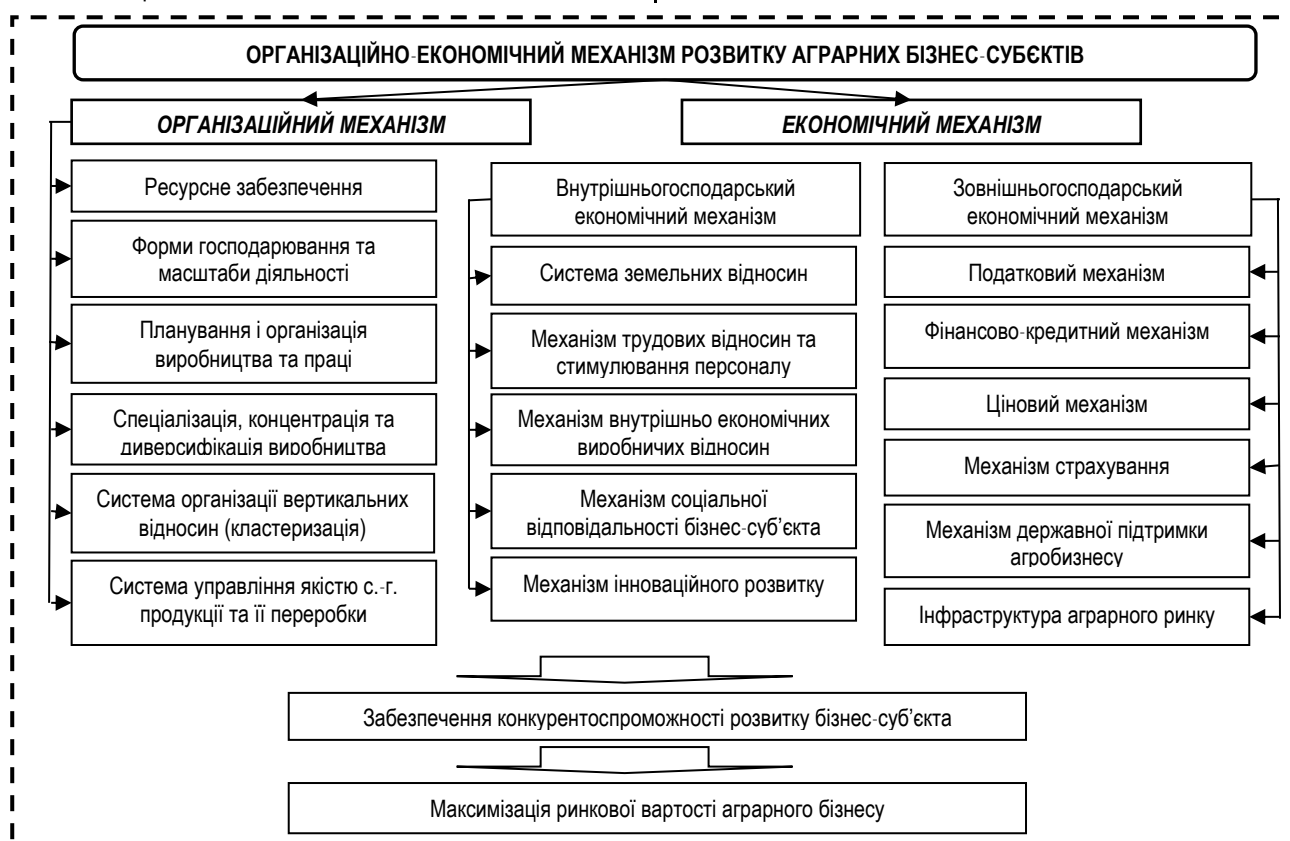 ОРГАНІЗАЦІЙНО-ЕКОНОМІЧНИЙ МЕХАНІЗМ РОЗВИТКУ АГРАРНИХ БІЗНЕС-СУБЄКТІВ
ОРГАНІЗАЦІЙНИЙ МЕХАНІЗМ
ЕКОНОМІЧНИЙ МЕХАНІЗМ
Ресурсне забезпечення
Форми господарювання та
масштаби діяльності
Планування і організація
виробництва та праці
Спеціалізація, концентрація та
диверсифікація виробництва
Система організації вертикальних
відносин (кластеризація)
Система управління якістю с.-г.
продукції та її переробки
Внутрішньогосподарський
економічний механізм
Система земельних відносин
Механізм трудових відносин та
стимулювання персоналу
Механізм внутрішньо економічних
виробничих відносин
Механізм соціальної
відповідальності бізнес-суб’єкта
Механізм інноваційного розвитку
Зовнішньогосподарський
економічний механізм
Податковий механізм
Фінансово-кредитний механізм
Ціновий механізм
Механізм страхування
Механізм державної підтримки
агробизнесу
Інфраструктура аграрного ринку
Забезпечення конкурентоспроможності розвитку бізнес-суб’єкта
Максимізація ринкової вартості аграрного бізнесу